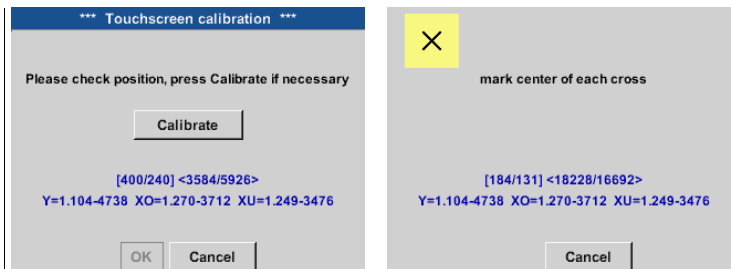 *** Touchscreen calibration ***
Please check position, press Calibrate if necessary
Calibrate
[400/240] <3584/5926>
Y=1.104-4738 XO=1.270-3712 XU=1.249-3476
OK
Cancel
mark center of each cross
[184/131] <18228/16692>
Y=1.104-4738 XO=1.270-3712 XU=1.249-3476
Cancel